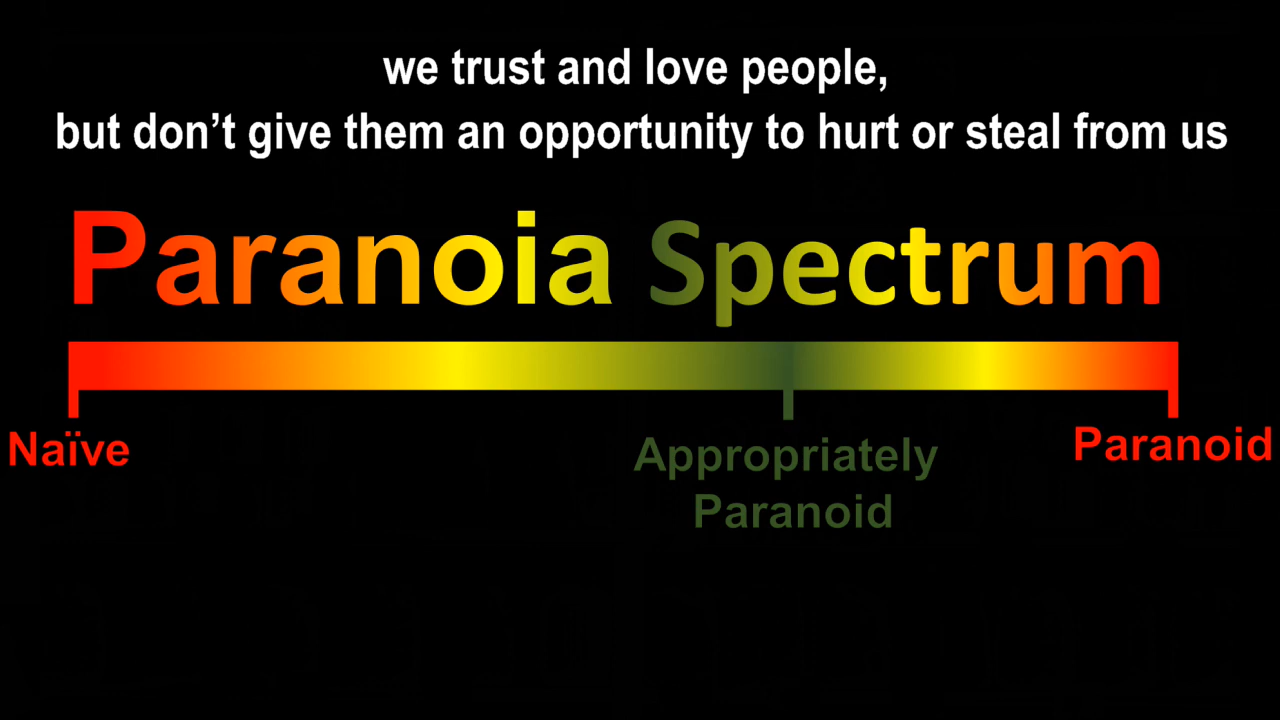 we trust and love people,
but don’t give them an opportunity to hurt or steal from us
Paranoia Spectrum
Naïve
Appropriately
Paranoid
Paranoid